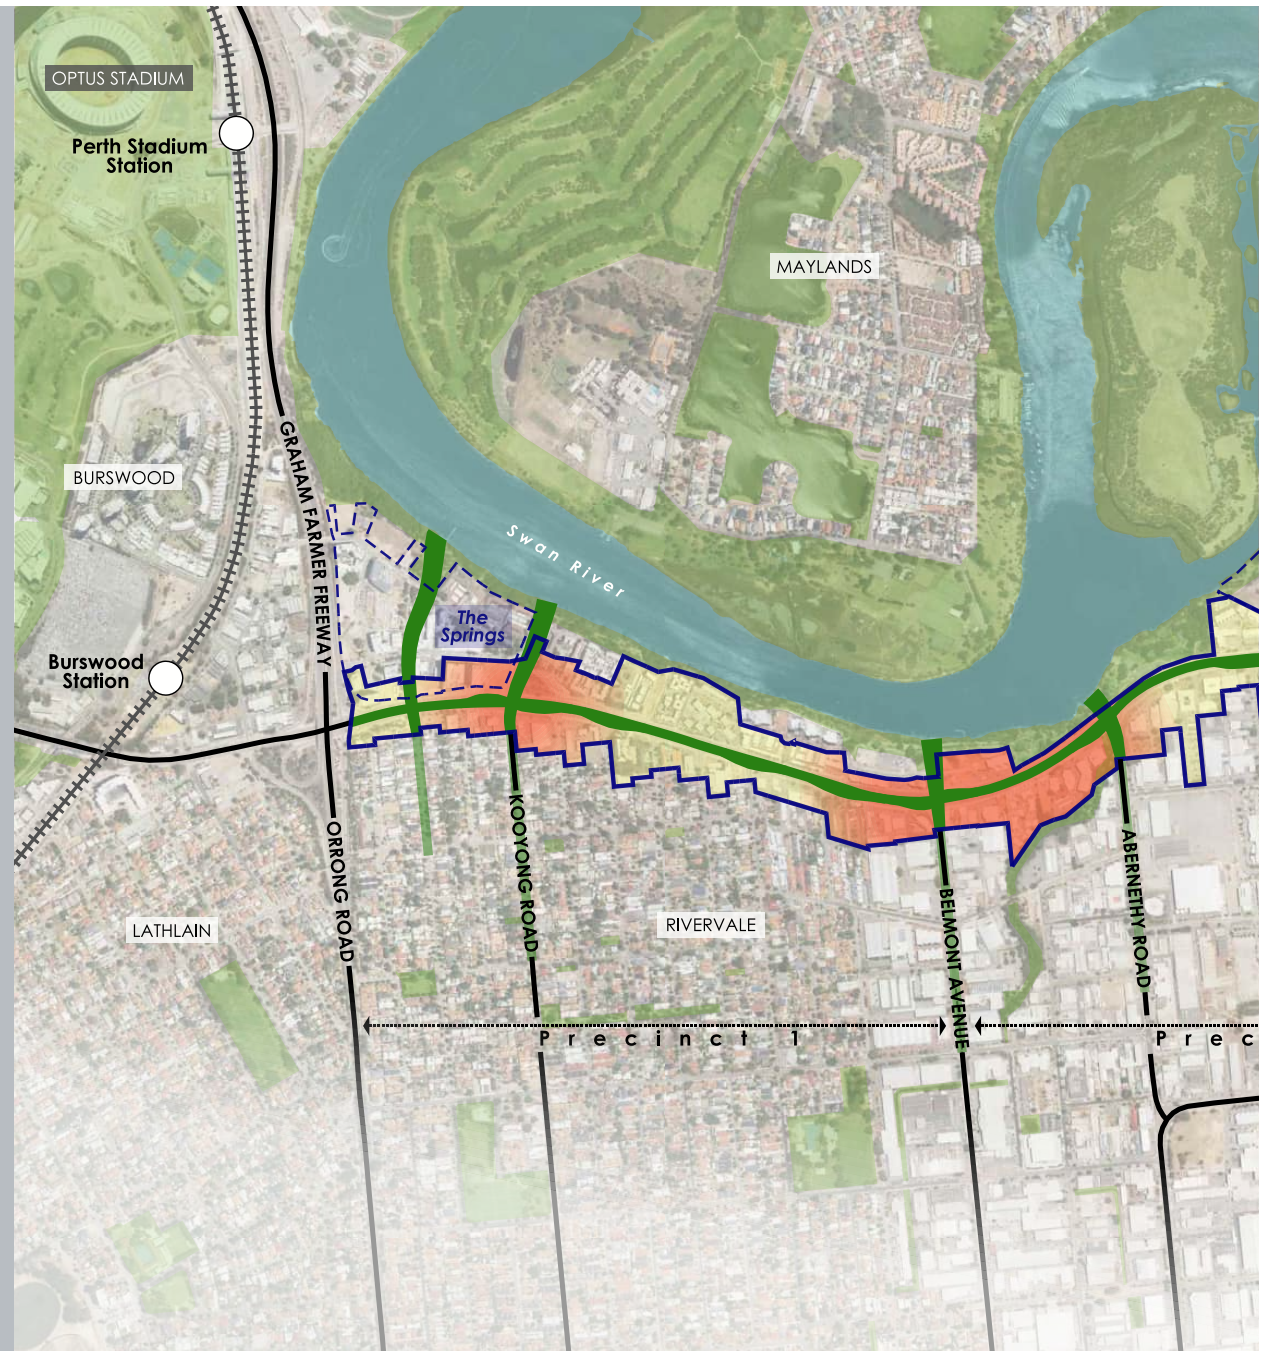 OPTUS STADIUM
Perth Stadium
Station
MAYLANDS
GRAHAM FARMER FREEWAY
BURSWOOD
Swan River
The
Springs
Burswood
Station
KOOYONG ROAD
ORRONG ROAD
ABERNETHY ROAD
BELMONT AVENUE
RIVERVALE
LATHLAIN
Precinct 1
Prec